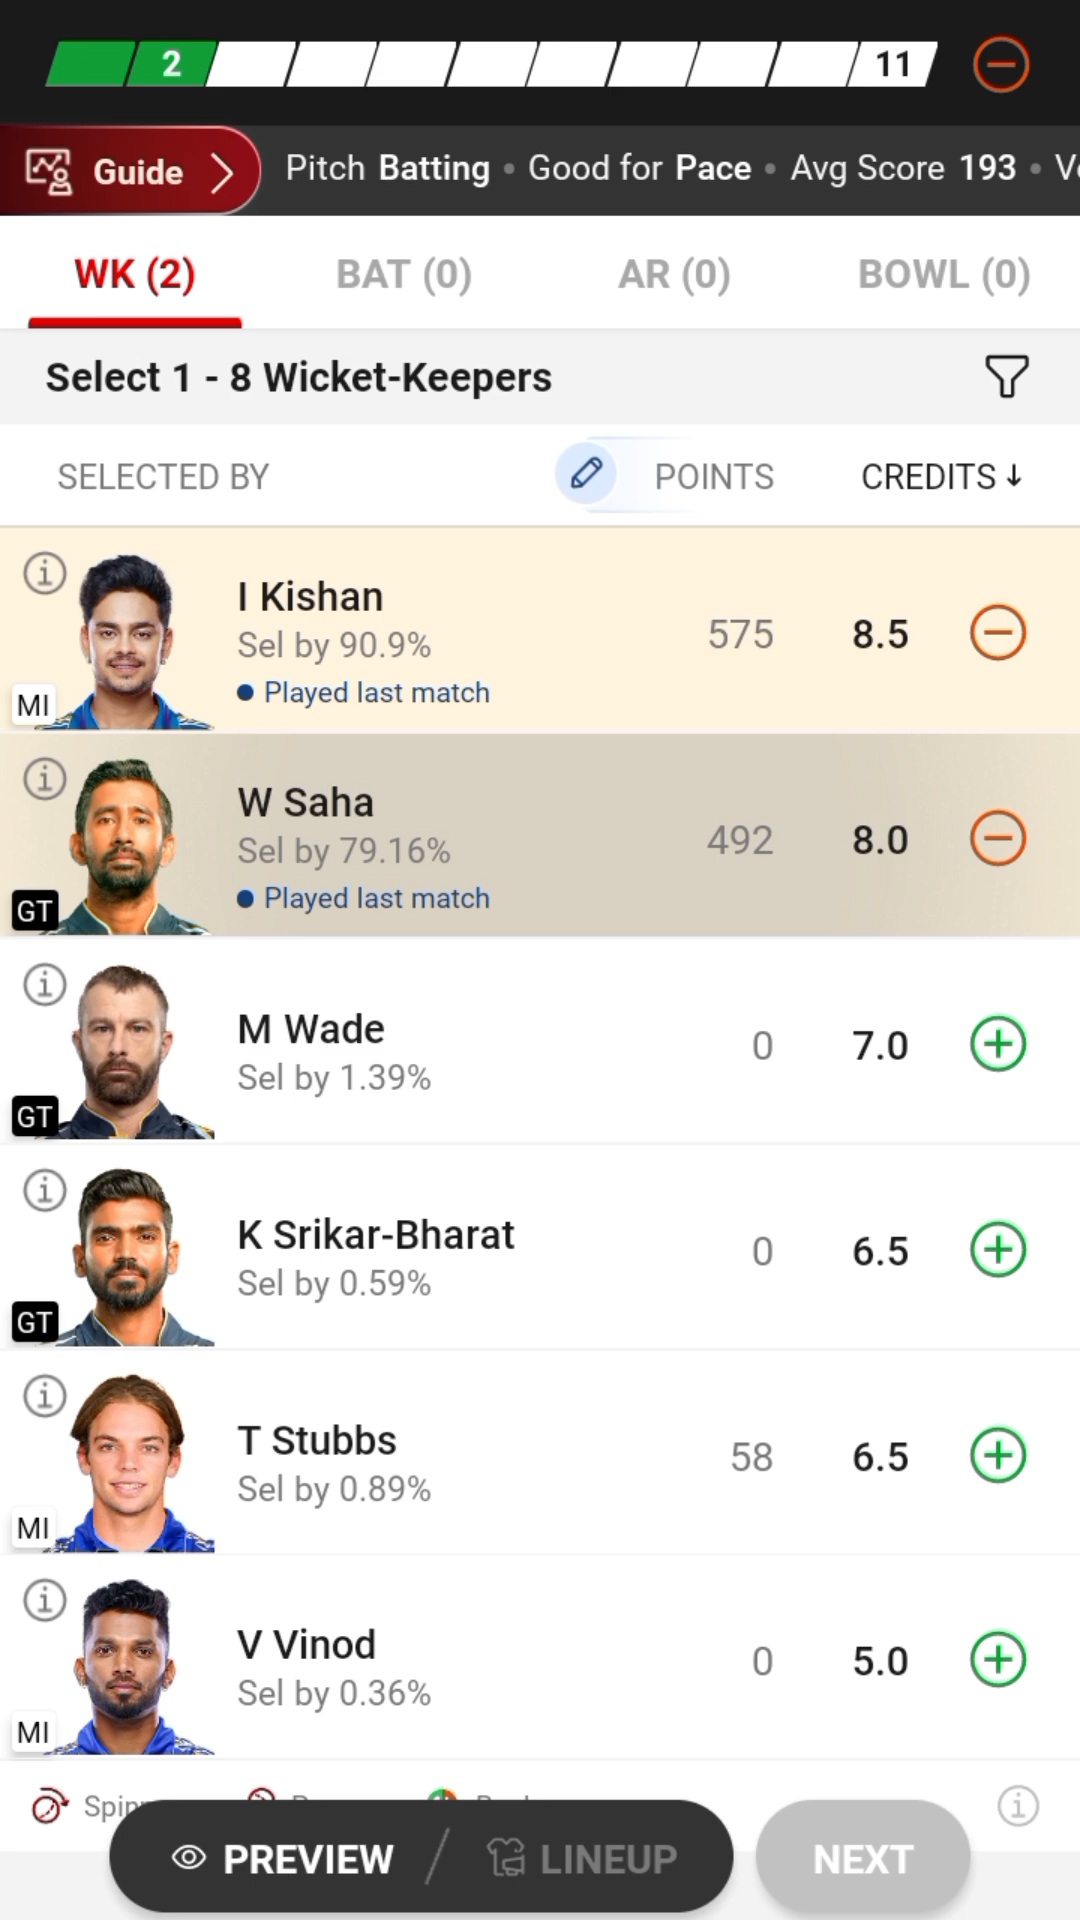 2 11
Guide Pitch Batting • Good for Pace • Avg Score 193 •
WK (2) BAT (0) AR (0) BOWL (0)
Select 1 - 8 Wicket-Keepers
SELECTED BY POINTS CREDITS ↓
I Kishan
Sel by 90.9%
575 8.5
• Played last match
MI
W Saha
Sel by 79.16%
492 8.0
• Played last match
GT
M Wade
Sel by 1.39%
0 7.0
GT
K Srikar-Bharat
Sel by 0.59%
0 6.5
GT
T Stubbs
Sel by 0.89%
58 6.5
MI
V Vinod
Sel by 0.36%
0 5.0
MI
PREVIEW / LINEUP NEXT